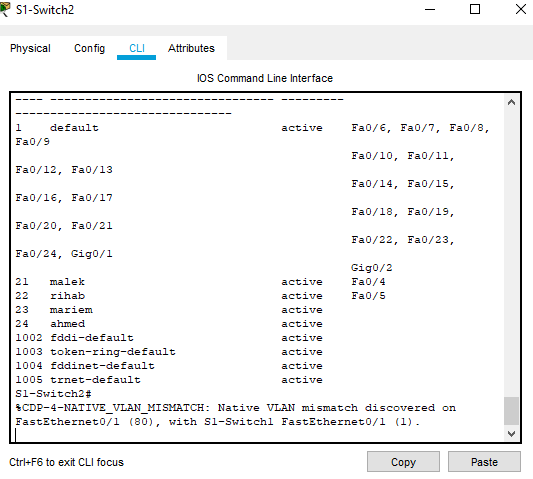 S1-Switch2
Physical Config CLI Attributes
IOS Command Line Interface
---- -------------------------------- ---------
-------------------------------
1 default active Fa0/6, Fa0/7, Fa0/8,
Fa0/9
Fa0/10, Fa0/11,
Fa0/12, Fa0/13
Fa0/14, Fa0/15,
Fa0/16, Fa0/17
Fa0/18, Fa0/19,
Fa0/20, Fa0/21
Fa0/22, Fa0/23,
Fa0/24, Gig0/1
Gig0/2
21 malek active Fa0/4
22 rihab active Fa0/5
23 mariem active
24 ahmed active
1002 fddi-default active
1003 token-ring-default active
1004 fddinet-default active
1005 trnet-default active
S1-Switch2#
%CDP-4-NATIVE_VLAN_MISMATCH: Native VLAN mismatch discovered on
FastEthernet0/1 (80), with S1-Switch1 FastEthernet0/1 (1).
Ctrl+F6 to exit CLI focus Copy Paste